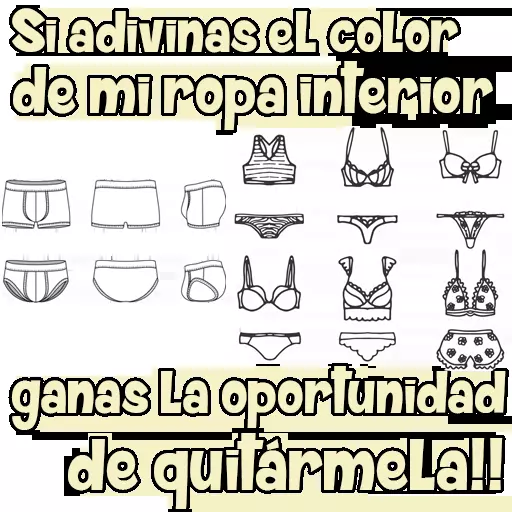 Si adivinas el color
de mi ropa interior
ganas la oportunidad
de quitármela!!